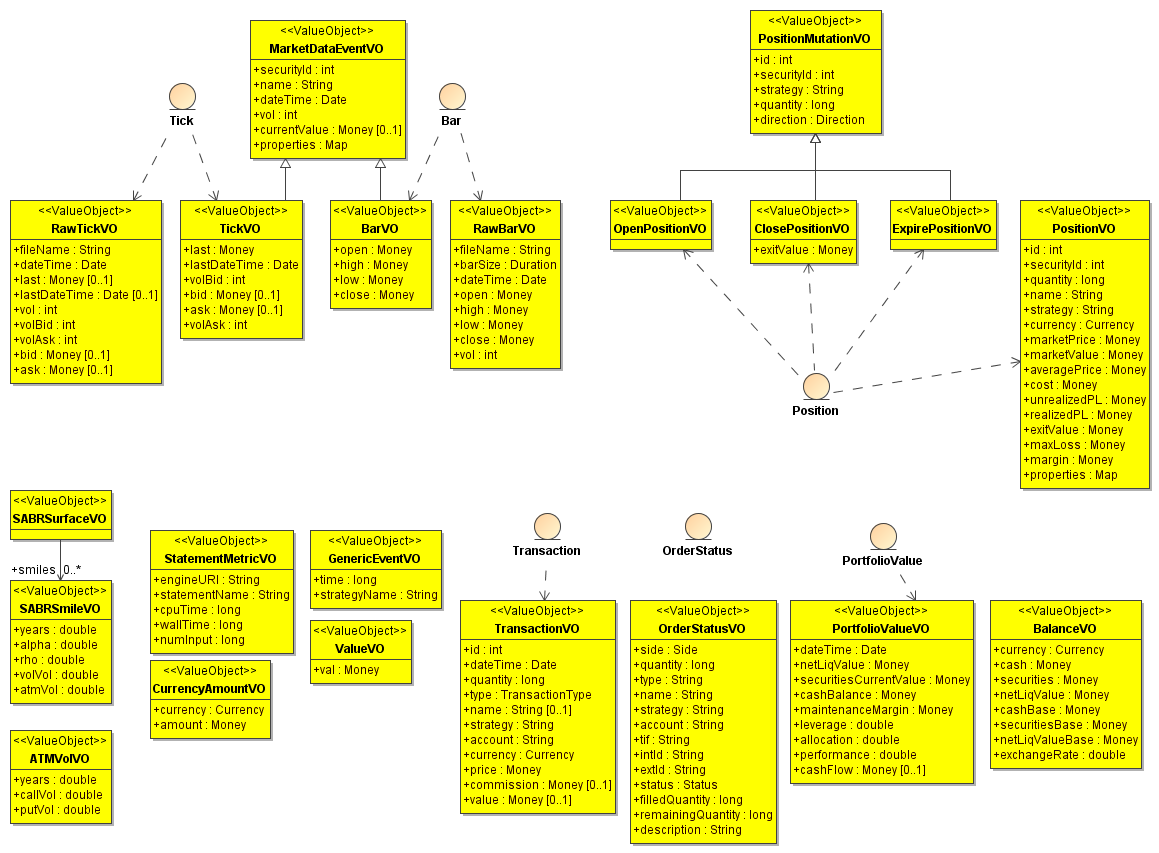 <<ValueObject>>
MarketDataEventVO
+securityId : int
+name : String
+dateTime : Date
+vol : int
+currentValue : Money [0..1]
+properties : Map
<<ValueObject>>
PositionMutationVO
+id : int
+securityId : int
+strategy : String
+quantity : long
+direction : Direction
Tick
Bar
<<ValueObject>>
RawTickVO
+fileName : String
+dateTime : Date
+last : Money [0..1]
+lastDateTime : Date [0..1]
+vol : int
+volBid : int
+volAsk : int
+bid : Money [0..1]
+ask : Money [0..1]
<<ValueObject>>
TickVO
+last : Money
+lastDateTime : Date
+volBid : int
+bid : Money [0..1]
+ask : Money [0..1]
+volAsk : int
<<ValueObject>>
BarVO
+open : Money
+high : Money
+low : Money
+close : Money
<<ValueObject>>
RawBarVO
+fileName : String
+barSize : Duration
+dateTime : Date
+open : Money
+high : Money
+low : Money
+close : Money
+vol : int
<<ValueObject>>
OpenPositionVO
<<ValueObject>>
ClosePositionVO
+exitValue : Money
<<ValueObject>>
ExpirePositionVO
<<ValueObject>>
PositionVO
+id : int
+securityId : int
+quantity : long
+name : String
+strategy : String
+currency : Currency
+marketPrice : Money
+marketValue : Money
+averagePrice : Money
+cost : Money
+unrealizedPL : Money
+realizedPL : Money
+exitValue : Money
+maxLoss : Money
+margin : Money
+properties : Map
Position
<<ValueObject>>
SABRSurfaceVO
+smiles 0..*
<<ValueObject>>
SABRSmileVO
+years : double
+alpha : double
+rho : double
+volVol : double
+atmVol : double
<<ValueObject>>
ATMVolVO
+years : double
+callVol : double
+putVol : double
<<ValueObject>>
StatementMetricVO
+engineURI : String
+statementName : String
+cpuTime : long
+wallTime : long
+numInput : long
<<ValueObject>>
CurrencyAmountVO
+currency : Currency
+amount : Money
<<ValueObject>>
GenericEventVO
+time : long
+strategyName : String
<<ValueObject>>
ValueVO
+val : Money
Transaction
OrderStatus
PortfolioValue
<<ValueObject>>
TransactionVO
+id : int
+dateTime : Date
+quantity : long
+type : TransactionType
+name : String [0..1]
+strategy : String
+account : String
+currency : Currency
+price : Money
+commission : Money [0..1]
+value : Money [0..1]
<<ValueObject>>
OrderStatusVO
+side : Side
+quantity : long
+type : String
+name : String
+strategy : String
+account : String
+tif : String
+intId : String
+extId : String
+status : Status
+filledQuantity : long
+remainingQuantity : long
+description : String
<<ValueObject>>
PortfolioValueVO
+dateTime : Date
+netLiqValue : Money
+securitiesCurrentValue : Money
+cashBalance : Money
+maintenanceMargin : Money
+leverage : double
+allocation : double
+performance : double
+cashFlow : Money [0..1]
<<ValueObject>>
BalanceVO
+currency : Currency
+cash : Money
+securities : Money
+netLiqValue : Money
+cashBase : Money
+securitiesBase : Money
+netLiqValueBase : Money
+exchangeRate : double